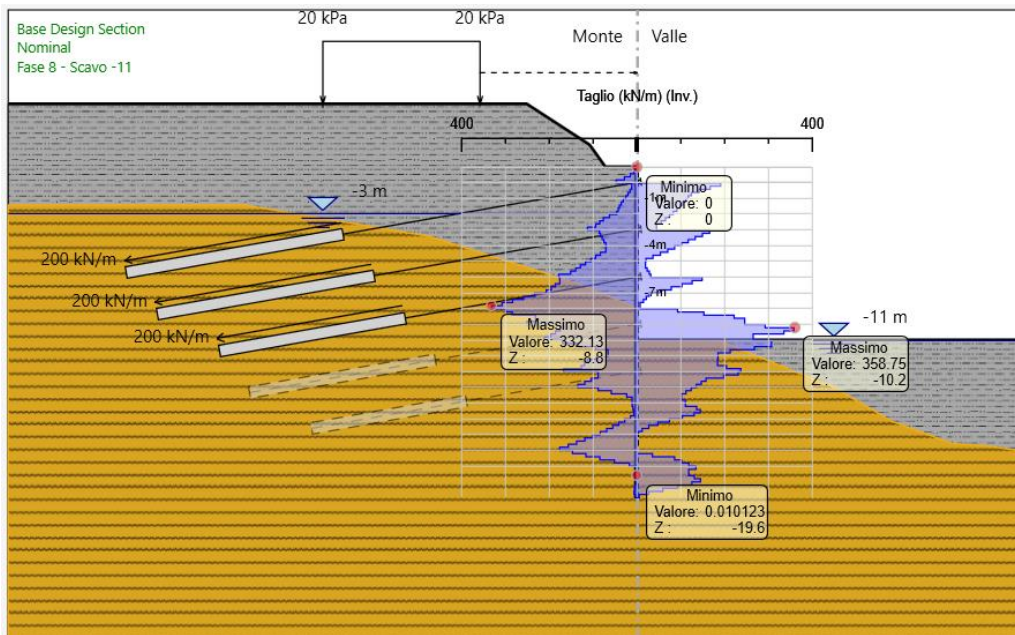 20 kPa
20 kPa
Base Design Section
Nominal
Fase 8 - Scavo -11
Monte
Valle
Taglio (kN/m) (Inv.)
400
0
400
Minimo
Valore: 0
Z : 0
-1m
-3 m
-4m
200 kN/m
-7m
200 kN/m
200 kN/m
Massimo
Valore: 332.13
Z : -8.8
-11 m
Massimo
Valore: 358.75
Z : -10.2
Minimo
Valore: 0.010123
Z : -19.6